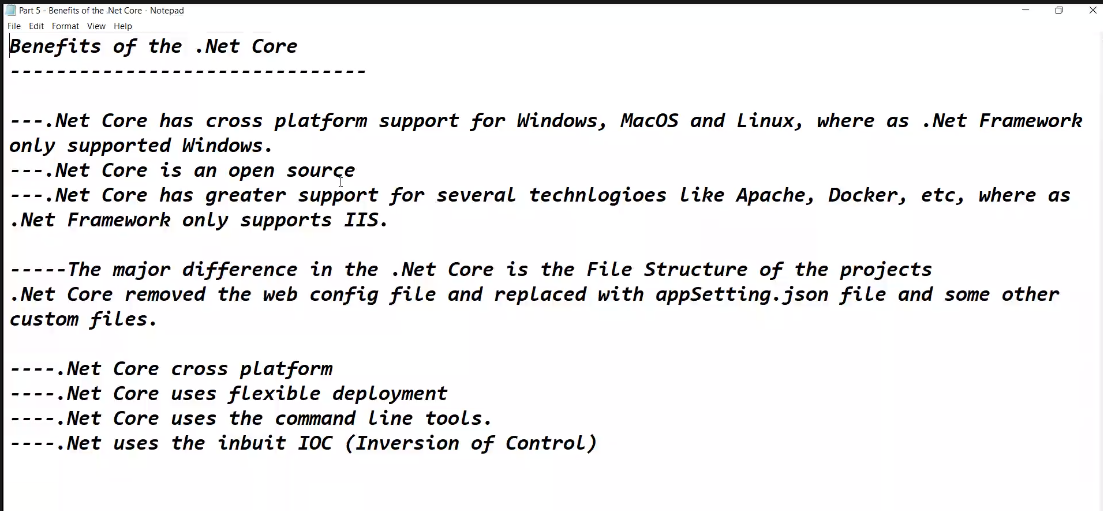 Part 5 - Benefits of the .Net Core - Notepad
File Edit Format View Help
Benefits of the .Net Core
-------------------------------
---.Net Core has cross platform support for Windows, MacOS and Linux, where as .Net Framework
only supported Windows.
---.Net Core is an open source
---.Net Core has greater support for several technlogioes like Apache, Docker, etc, where as
.Net Framework only supports IIS.
-----The major difference in the .Net Core is the File Structure of the projects
.Net Core removed the web config file and replaced with appSetting.json file and some other
custom files.
----.Net Core cross platform
----.Net Core uses flexible deployment
----.Net Core uses the command line tools.
----.Net uses the inbuit IOC (Inversion of Control)